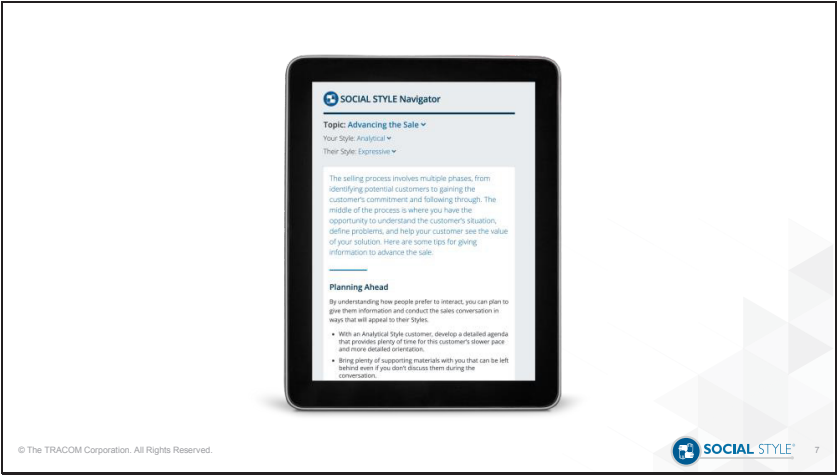 SOCIAL STYLE Navigator
Topic: Advancing the Sale
Your Style: Analytical
Their Style: Expressive
The selling process involves multiple phases, from
identifying potential customers to gaining the
customer's commitment and following through. The
middle of the process is where you have the
opportunity to understand the customer's situation,
define problems, and help your customer see the value
of your solution. Here are some tips for giving
information to advance the sale.
Planning Ahead
By understanding how people prefer to interact, you can plan to
give them information and conduct the sales conversation in
ways that will appeal to their Styles.
• With an Analytical Style customer, develop a detailed agenda
that provides plenty of time for this customer's slower pace
and more detailed orientation.
• Bring plenty of supporting materials with you that can be left
behind even if you don't discuss them during the
conversation.
© The TRACOM Corporation. All Rights Reserved.
SOCIAL STYLE®
7